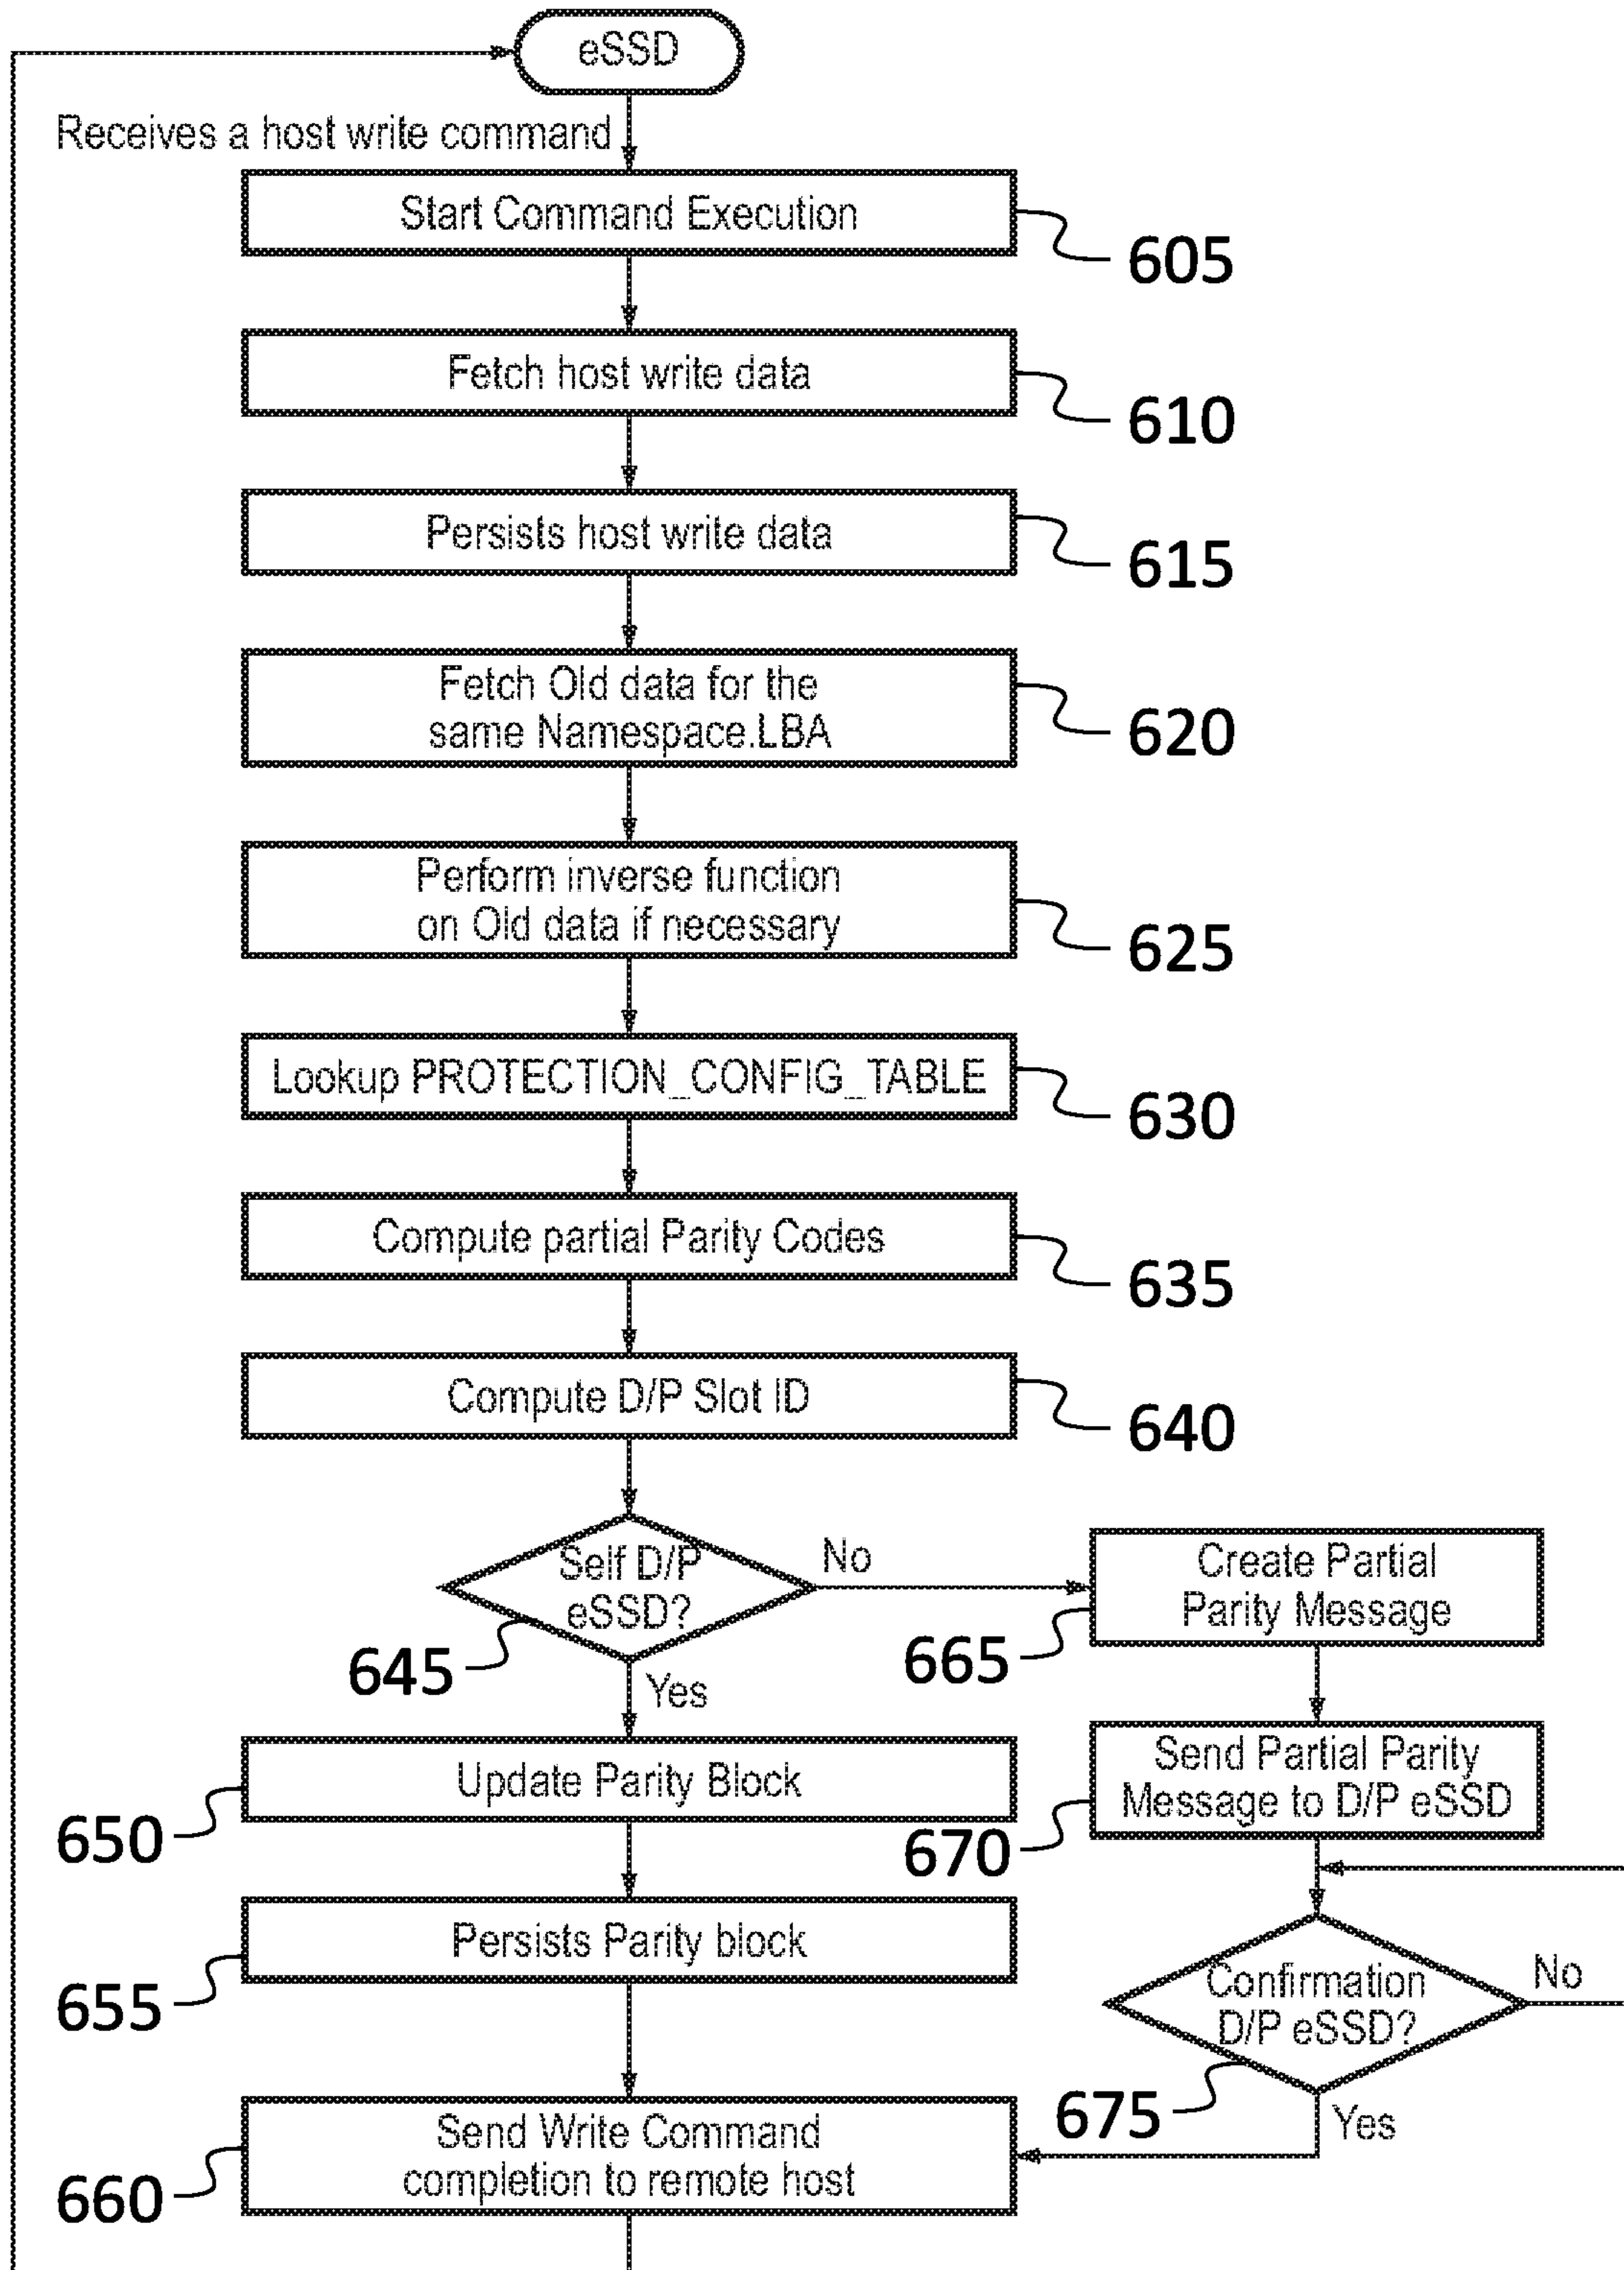 eSSD
Receives a host write command
Start Command Execution
605
Fetch host write data
610
Persists host write data
615
Fetch Old data for the
same Namespace.LBA
620
Perform inverse function
on Old data if necessary
625
Lookup PROTECTION_CONFIG_TABLE
630
Compute partial Parity Codes
635
Compute D/P Slot ID
640
Self D/P
eSSD?
645
No
Yes
Create Partial
Parity Message
665
Update Parity Block
650
Send Partial Parity
Message to D/P eSSD
670
Persists Parity block
655
Confirmation
D/P eSSD?
675
No
Yes
Send Write Command
completion to remote host
660